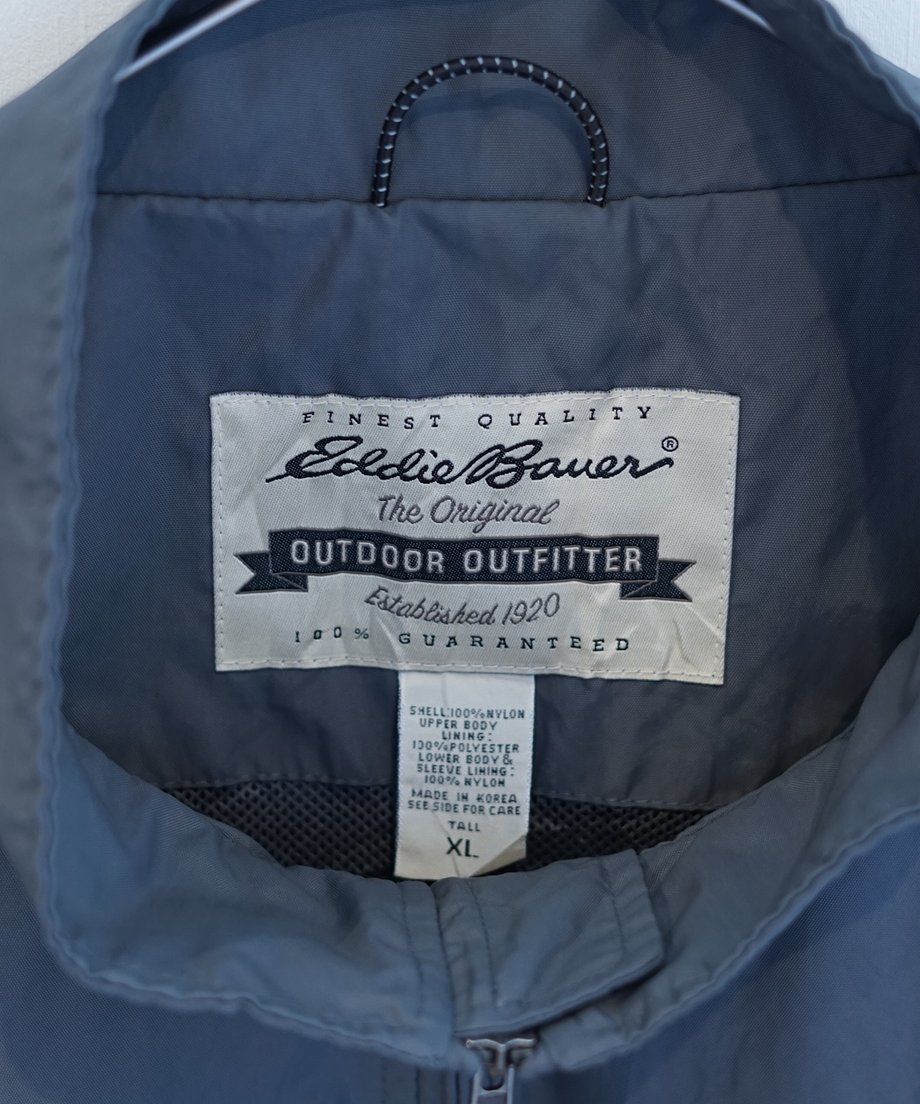 FINEST QUALITY
Eddie Bauer®
The Original
OUTDOOR OUTFITTER
Established 1920
100% GUARANTEED
SHELL:100%NYLON
UPPER BODY
LINING:
100%POLYESTER
LOWER BODY&
SLEEVE LINING:
100% NYLON
MADE IN KOREA
SEE SIDE FOR CARE
TALL
XL